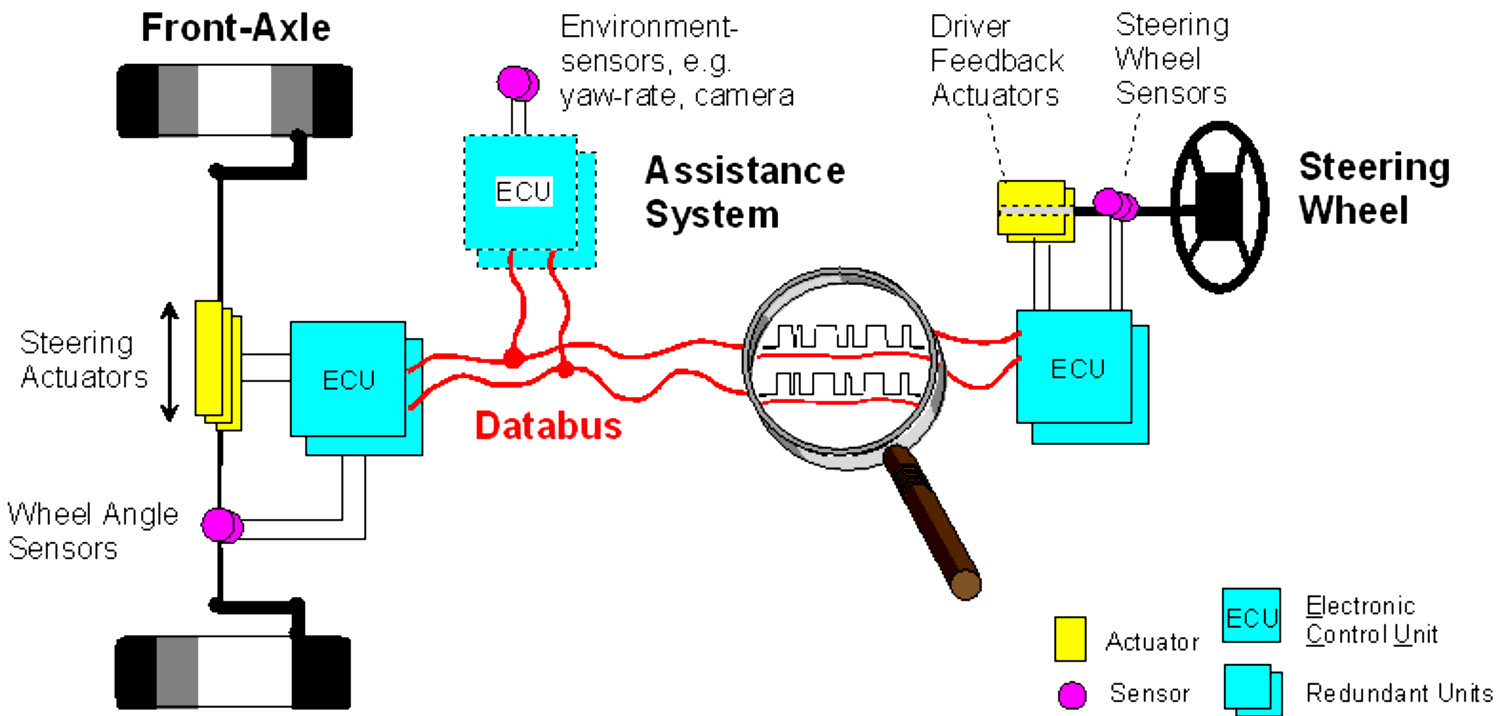 Front-Axle
Environment-
sensors, e.g.
yaw-rate, camera
Driver
Feedback
Actuators
Steering
Wheel
Sensors
ECU
Assistance
System
Steering
Wheel
Steering
Actuators
ECU
ECU
Databus
Wheel Angle
Sensors
ECU
Electronic
Control Unit
Actuator
Sensor
Redundant Units